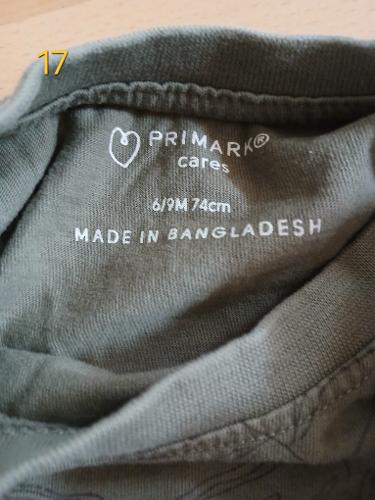 17
PRIMARK®
cares
6/9M 74cm
MADE IN BANGLADESH